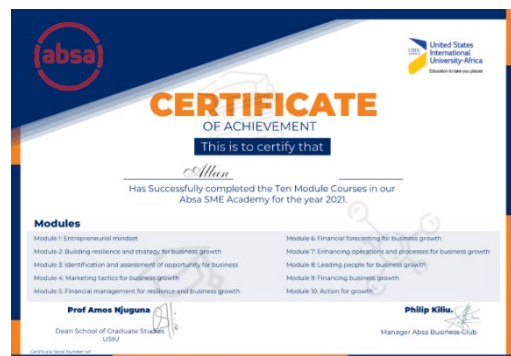 absa
USIU
United States
International
University-Africa
Education to take you places
CERTIFICATE
OF ACHIEVEMENT
This is to certify that
Allan
Has Successfully completed the Ten Module Courses in our
Absa SME Academy for the year 2021.
Modules
Module 1: Entrepreneurial mindset
Module 2: Building resilience and strategy for business growth
Module 3: Identification and assessment of opportunity for business
Module 4: Marketing tactics for business growth
Module 5: Financial management for resilience and business growth
Module 6: Financial forecasting for business growth
Module 7: Enhancing operations and processes for business growth
Module 8: Leading people for business growth
Module 9: Financing business growth
Module 10: Action for growth
Prof Amos Njuguna
Dean School of Graduate Studies
USIU
Philip Kiliu.
Manager Absa Business Club
Certificate Serial Number ref